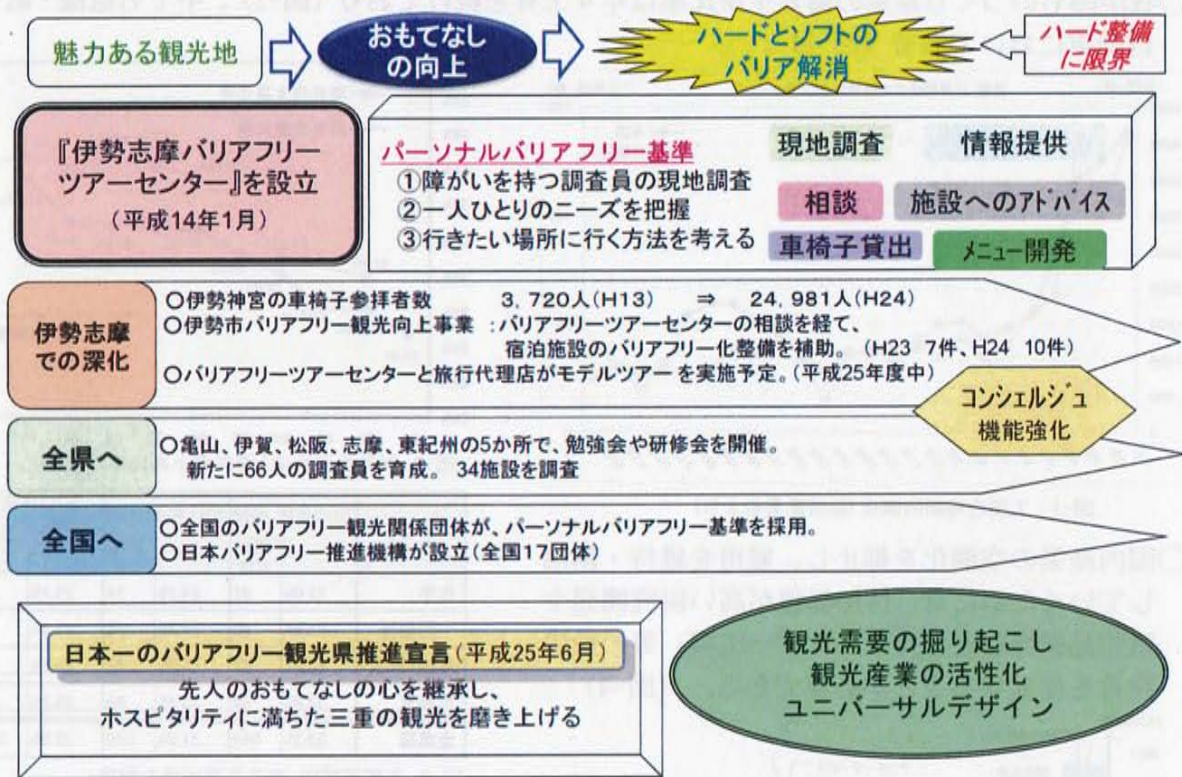 魅力ある観光地
おもてなし
の向上
ハードとソフトの
バリア解消
ハード整備
に限界
『伊勢志摩バリアフリー
ツアーセンター』を設立
(平成14年1月)
パーソナルバリアフリー基準
①障がいを持つ調査員の現地調査
②一人ひとりのニーズを把握
③行きたい場所に行く方法を考える
現地調査
情報提供
相談
施設へのアドバイス
車椅子貸出
メニュー開発
伊勢志摩
での深化
○伊勢神宮の車椅子参拝者数 3,720人(H13) ⇒ 24,981人(H24)
○伊勢市バリアフリー観光向上事業 :バリアフリーツアーセンターの相談を経て、
宿泊施設のバリアフリー化整備を補助。 (H23 7件、H24 10件)
○バリアフリーツアーセンターと旅行代理店がモデルツアーを実施予定。(平成25年度中)
コンシェルジュ
機能強化
全県へ
○亀山、伊賀、松阪、志摩、東紀州の5か所で、勉強会や研修会を開催。
新たに66人の調査員を育成。 34施設を調査
全国へ
○全国のバリアフリー観光関係団体が、パーソナルバリアフリー基準を採用。
○日本バリアフリー推進機構が設立(全国17団体)
日本一のバリアフリー観光県推進宣言(平成25年6月)
先人のおもてなしの心を継承し、
ホスピタリティに満ちた三重の観光を磨き上げる
観光需要の掘り起こし
観光産業の活性化
ユニバーサルデザイン